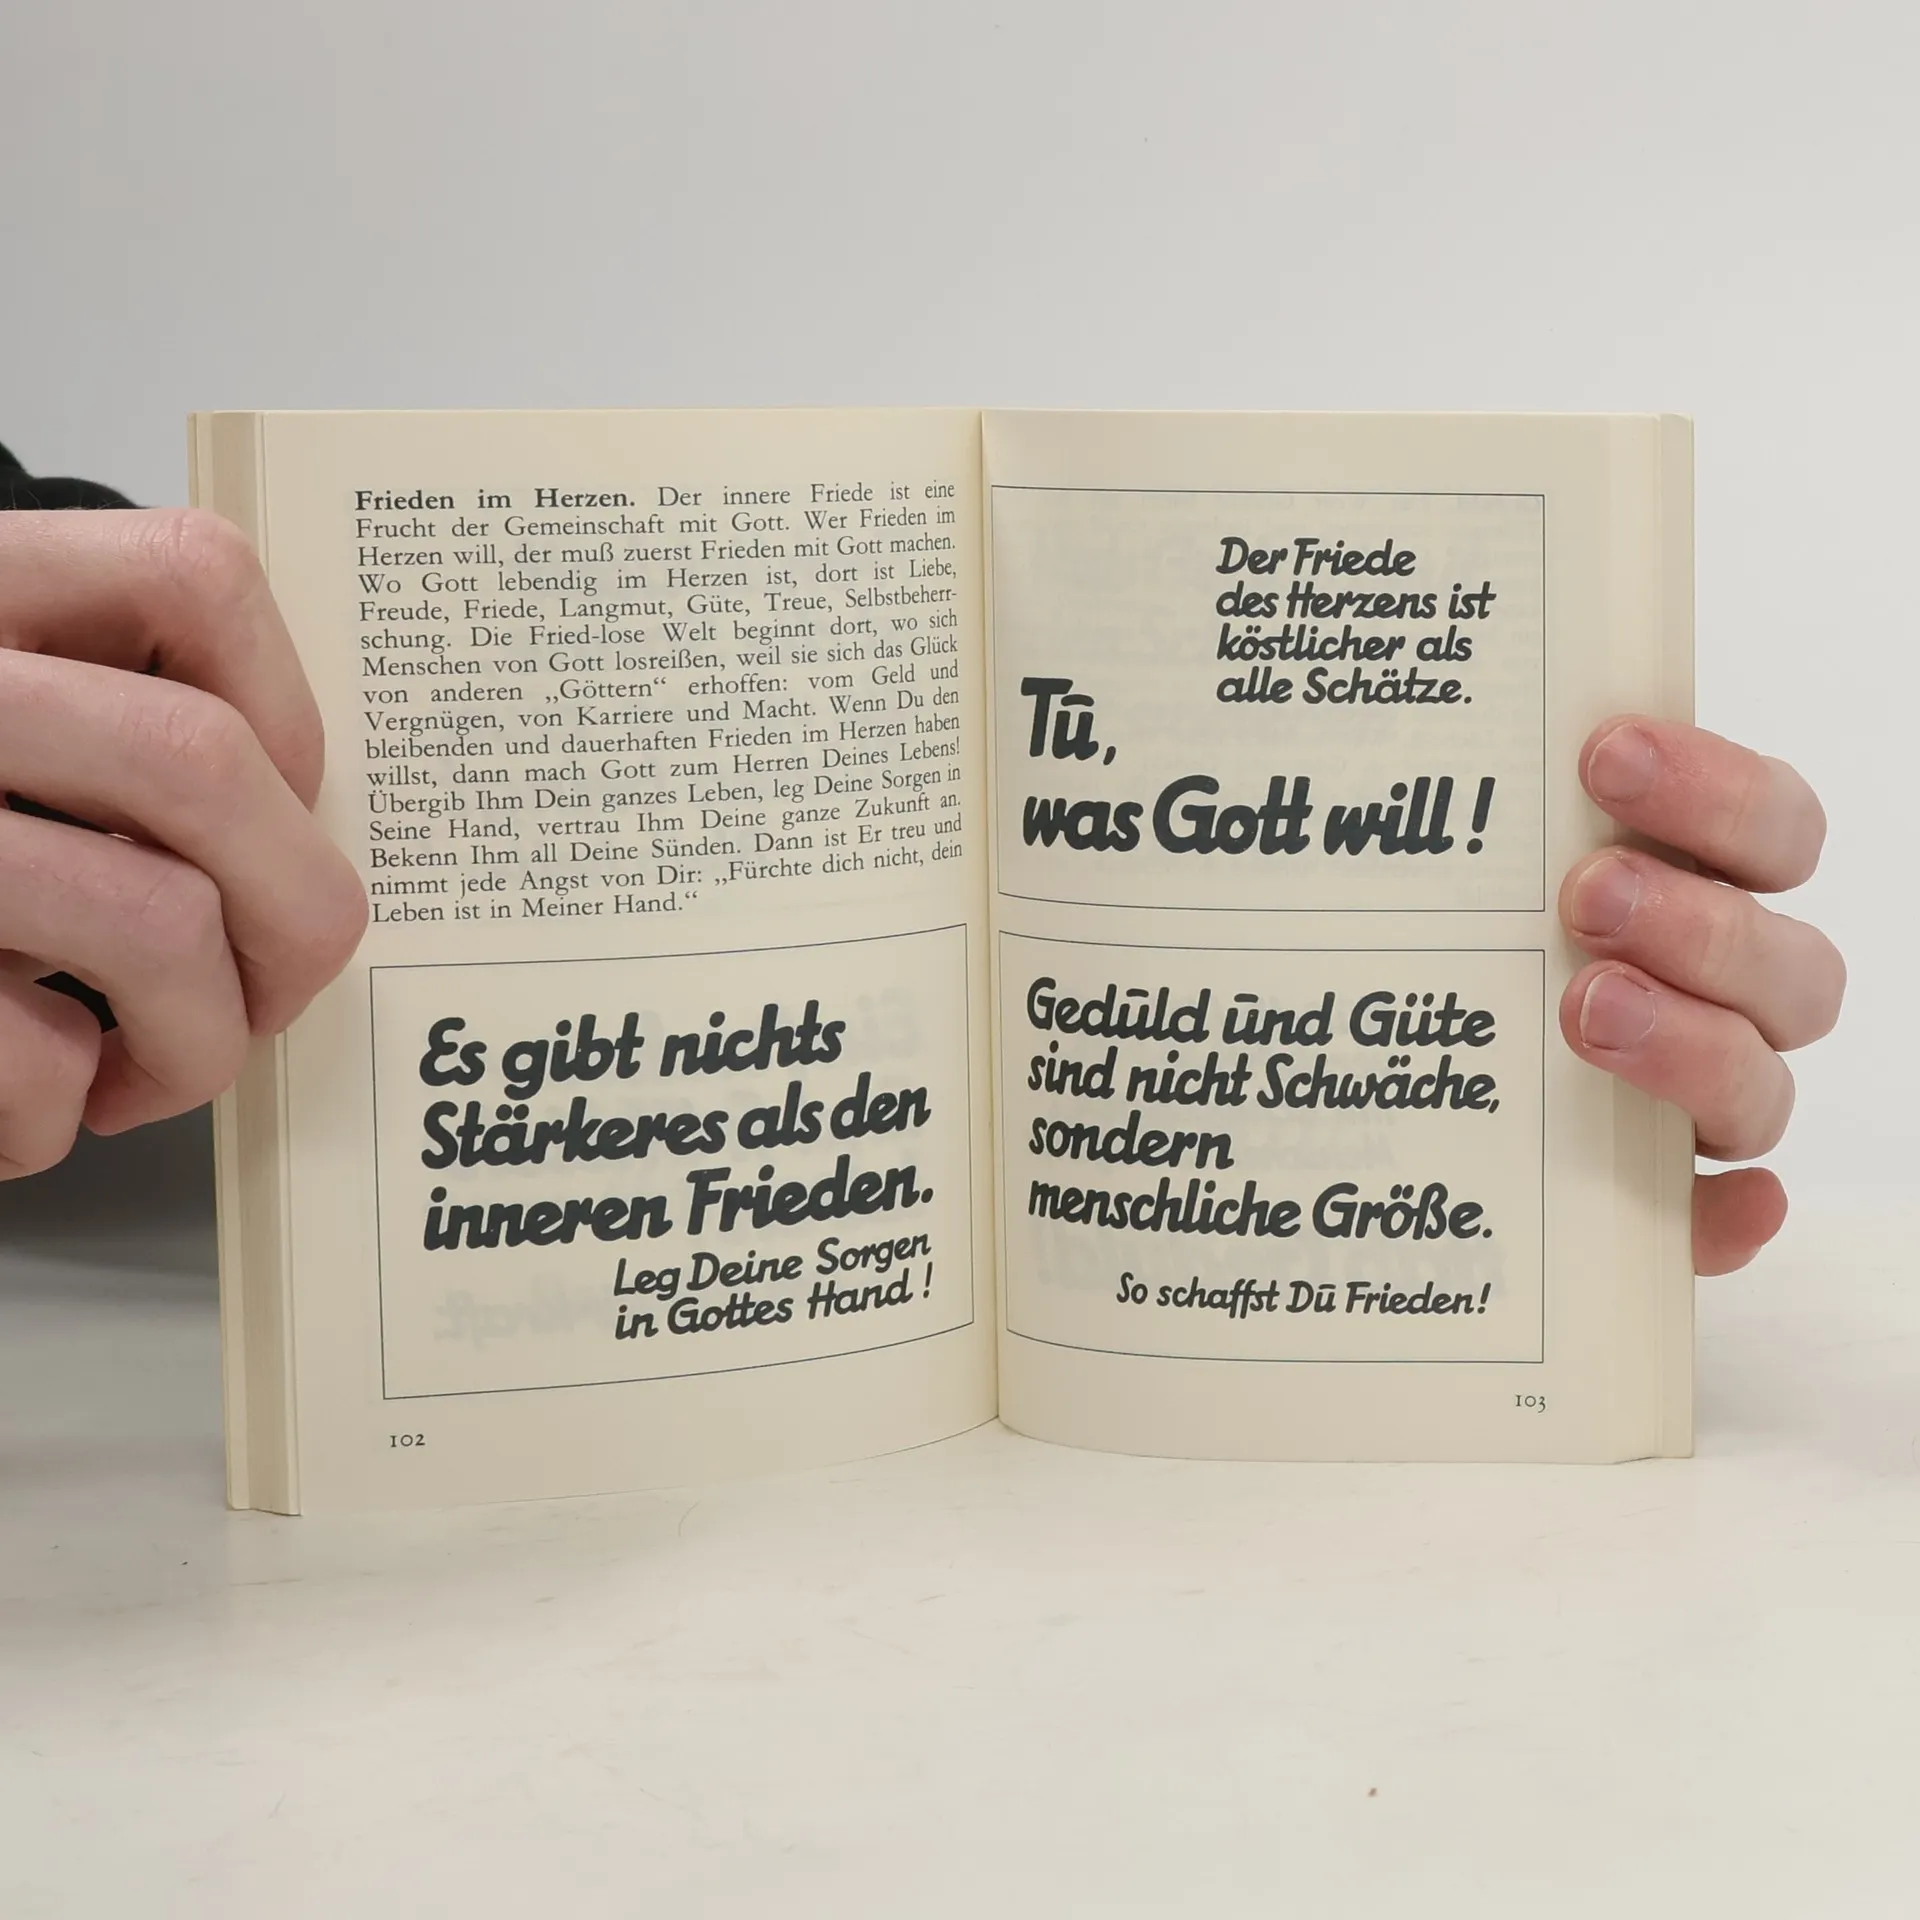 Frieden im Herzen. Der innere Friede ist eine
Frucht der Gemeinschaft mit Gott. Wer Frieden im
Herzen will, der muß zuerst Frieden mit Gott machen.
Wo Gott lebendig im Herzen ist, dort ist Liebe,
Freude, Friede, Langmut, Güte, Treue, Selbstbeherr-
schung. Die Fried-lose Welt beginnt dort, wo sich
Menschen von Gott losreißen, weil sie sich das Glück
von anderen „Göttern“ erhoffen: vom Geld und
Vergnügen, von Karriere und Macht. Wenn Du den
bleibenden und dauerhaften Frieden im Herzen haben
willst, dann mach Gott zum Herren Deines Lebens!
Übergib Ihm Dein ganzes Leben, leg Deine Sorgen in
Seine Hand, vertrau Ihm Deine ganze Zukunft an.
Bekenn Ihm all Deine Sünden. Dann ist Er treu und
nimmt jede Angst von Dir: „Fürchte dich nicht, dein
Leben ist in Meiner Hand.“
Es gibt nichts
Stärkeres als den
inneren Frieden.
Leg Deine Sorgen
in Gottes Hand!
102
Der Friede
des Herzens ist
köstlicher als
alle Schätze.
Tū,
was Gott will!
Gedūld ūnd Güte
sind nicht Schwäche,
sondern
menschliche Größe.
So schaffst Dū Frieden!
103